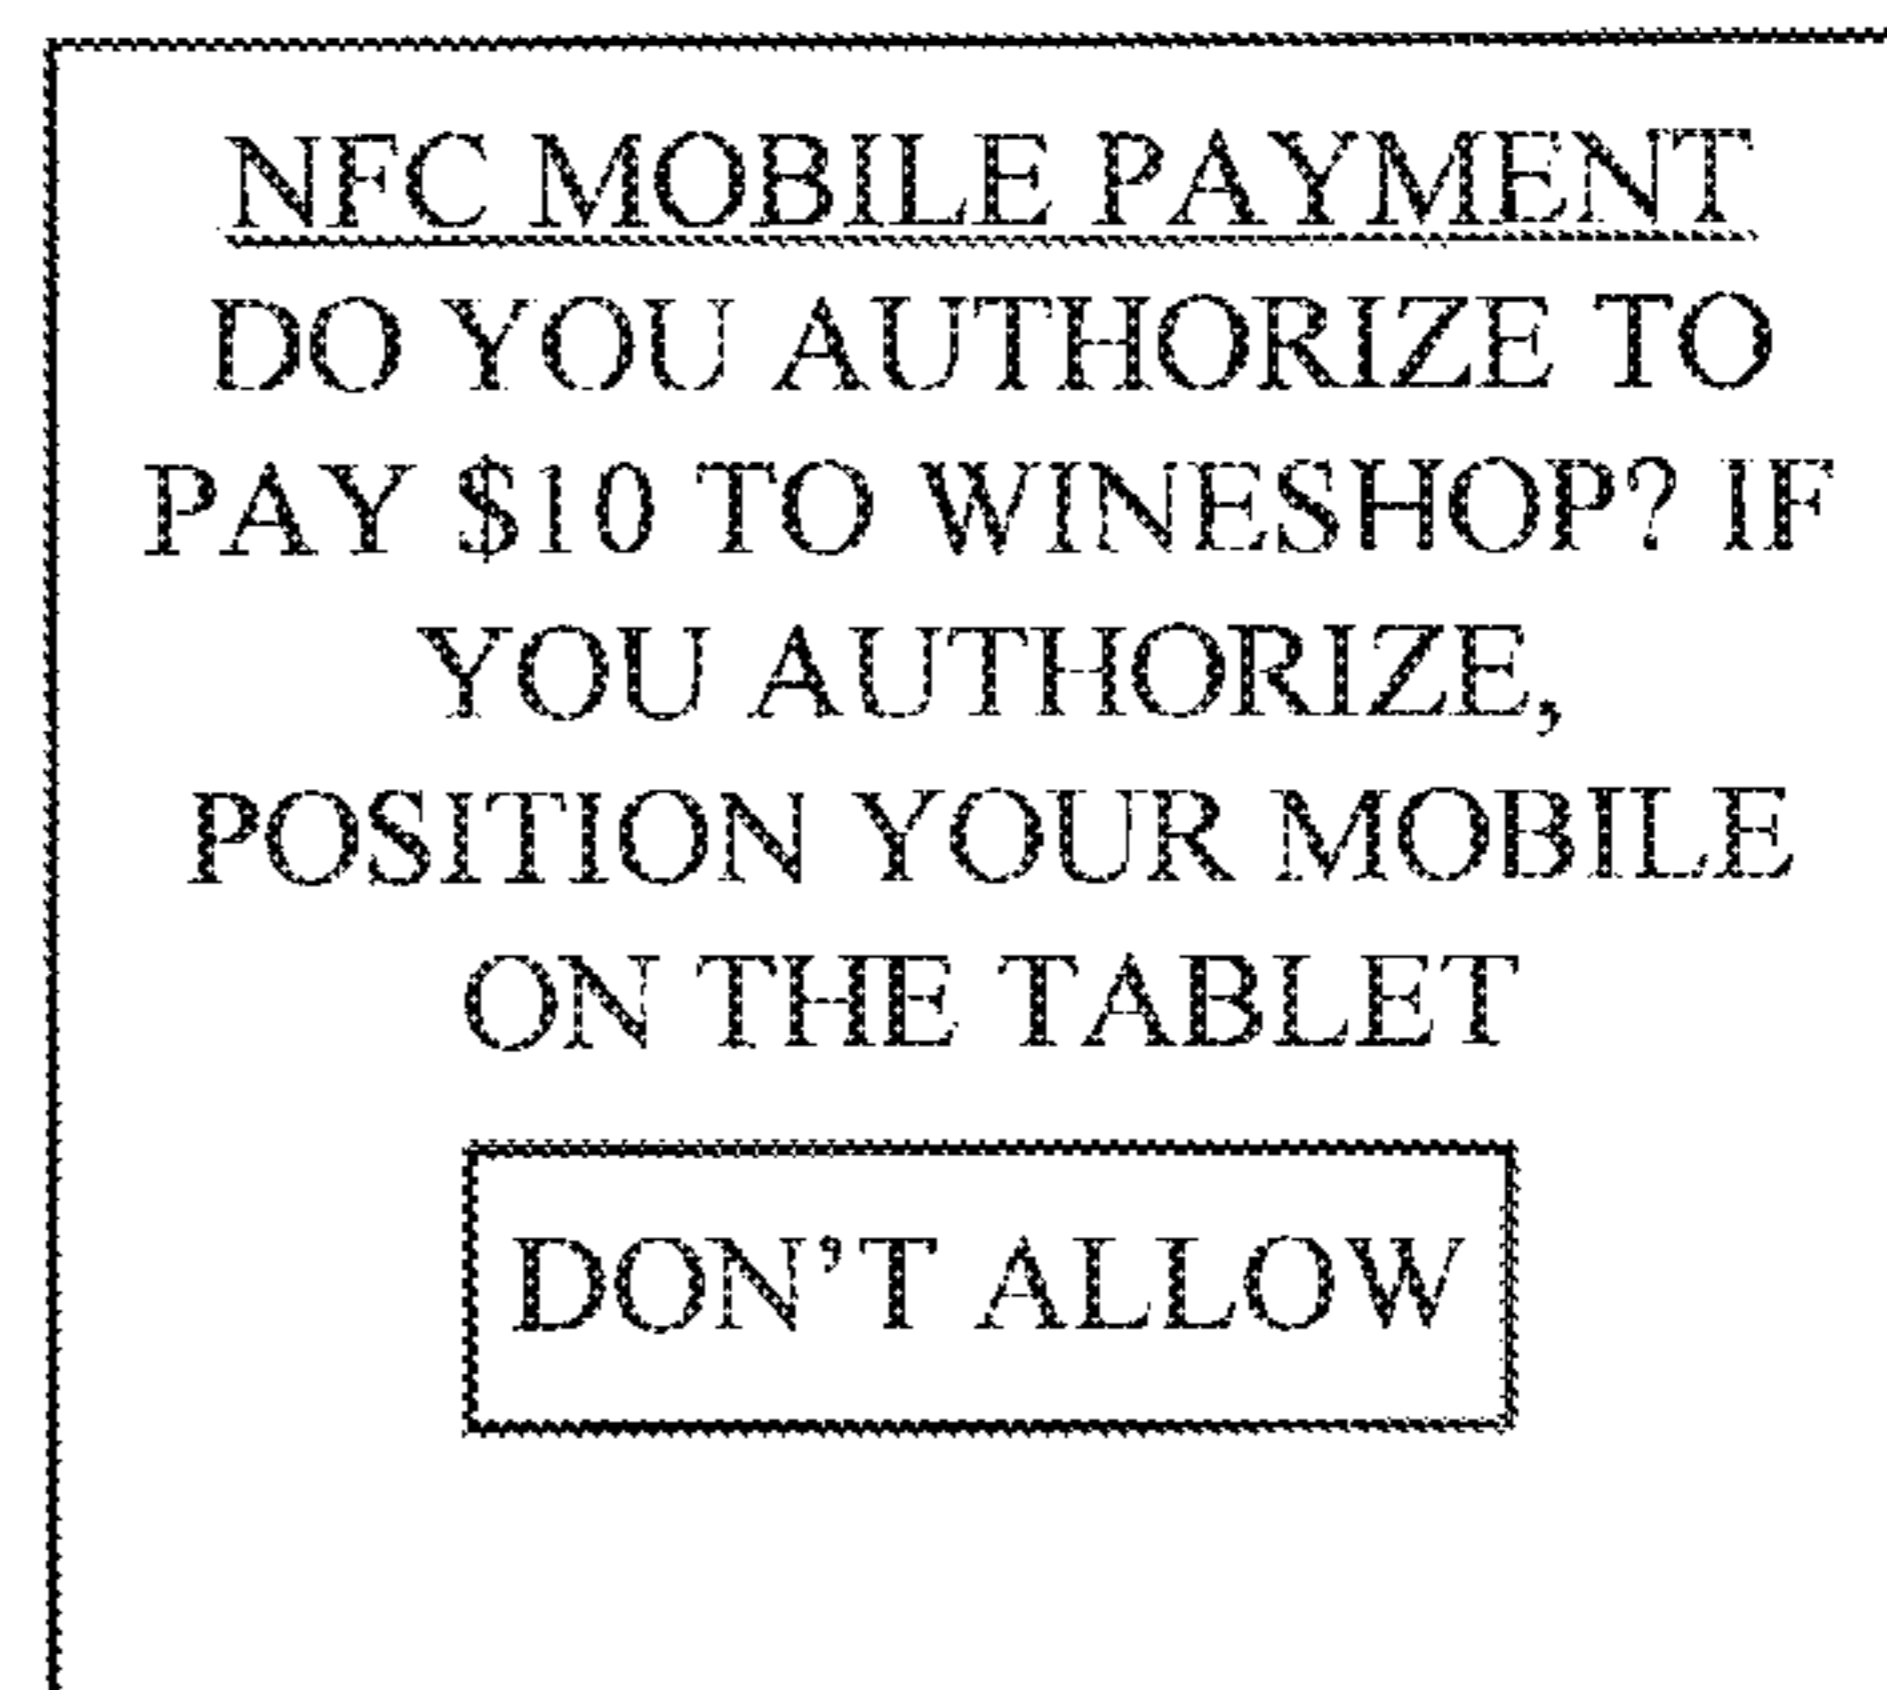 NFC MOBILE PAYMENT
DO YOU AUTHORIZE TO
PAY $10 TO WINESHOP? IF
YOU AUTHORIZE,
POSITION YOUR MOBILE
ON THE TABLET
DON'T ALLOW